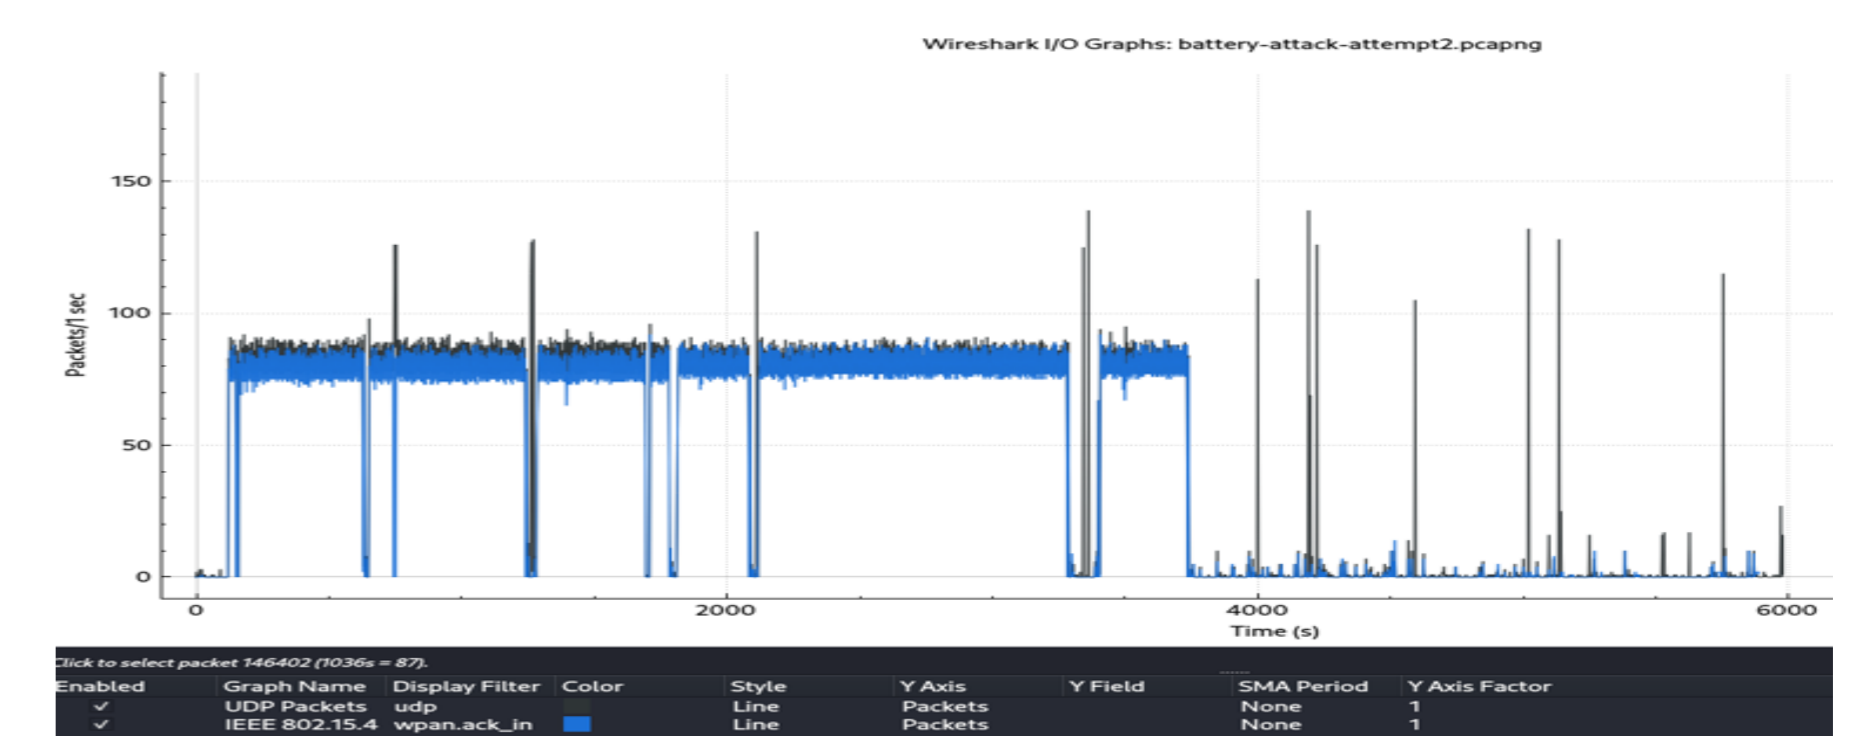 Wireshark I/O Graphs: battery-attack-attempt2.pcapng
150
100
50
0
Packets/1 sec
0 2000 4000 6000
Time (s)
Click to select packet 146402 (1036s = 87).
Enabled Graph Name Display Filter Color Style Y Axis Y Field SMA Period Y Axis Factor
✓ UDP Packets udp Line Packets None 1
✓ IEEE 802.15.4 wpan.ack_in Line Packets None 1